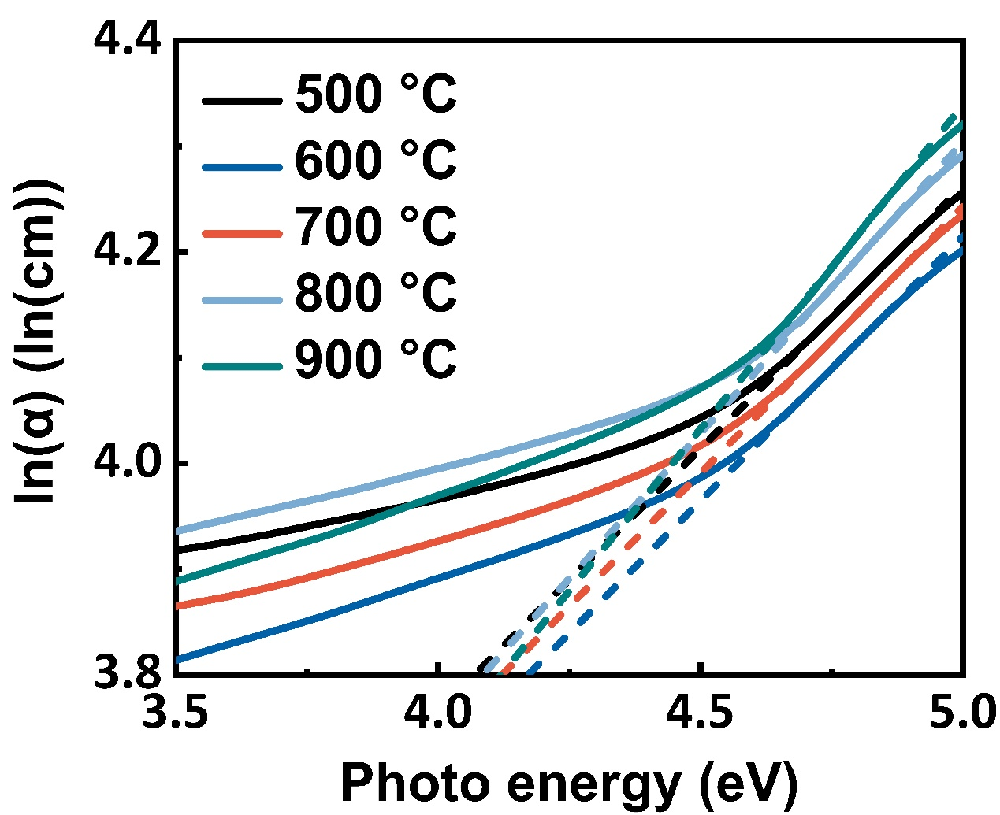 4.4
4.2
4.0
3.8
ln(α) (ln(cm))
500 °C
600 °C
700 °C
800 °C
900 °C
3.5 4.0 4.5 5.0
Photo energy (eV)